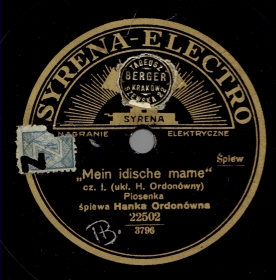 SYRENA-ELECTRO
TADEUSZ
BERGER
KRAKÓW
SYRENA
NAGRANIE ELEKTRYCZNE
Śpiew
„Mein idische mame"
cz. I. (ukł. H. Ordonówny)
Piosenka
śpiewa Hanka Ordonówna
22502
3796